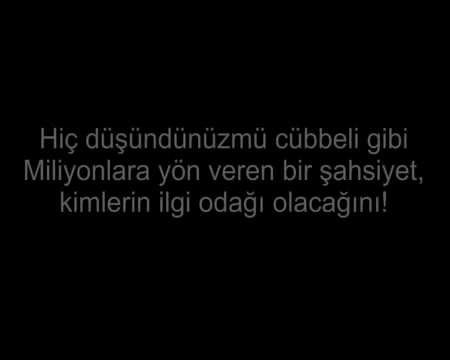 Hiç düşündünüzmü cübbeli gibi
Miliyonlara yön veren bir şahsiyet,
kimlerin ilgi odağı olacağını!